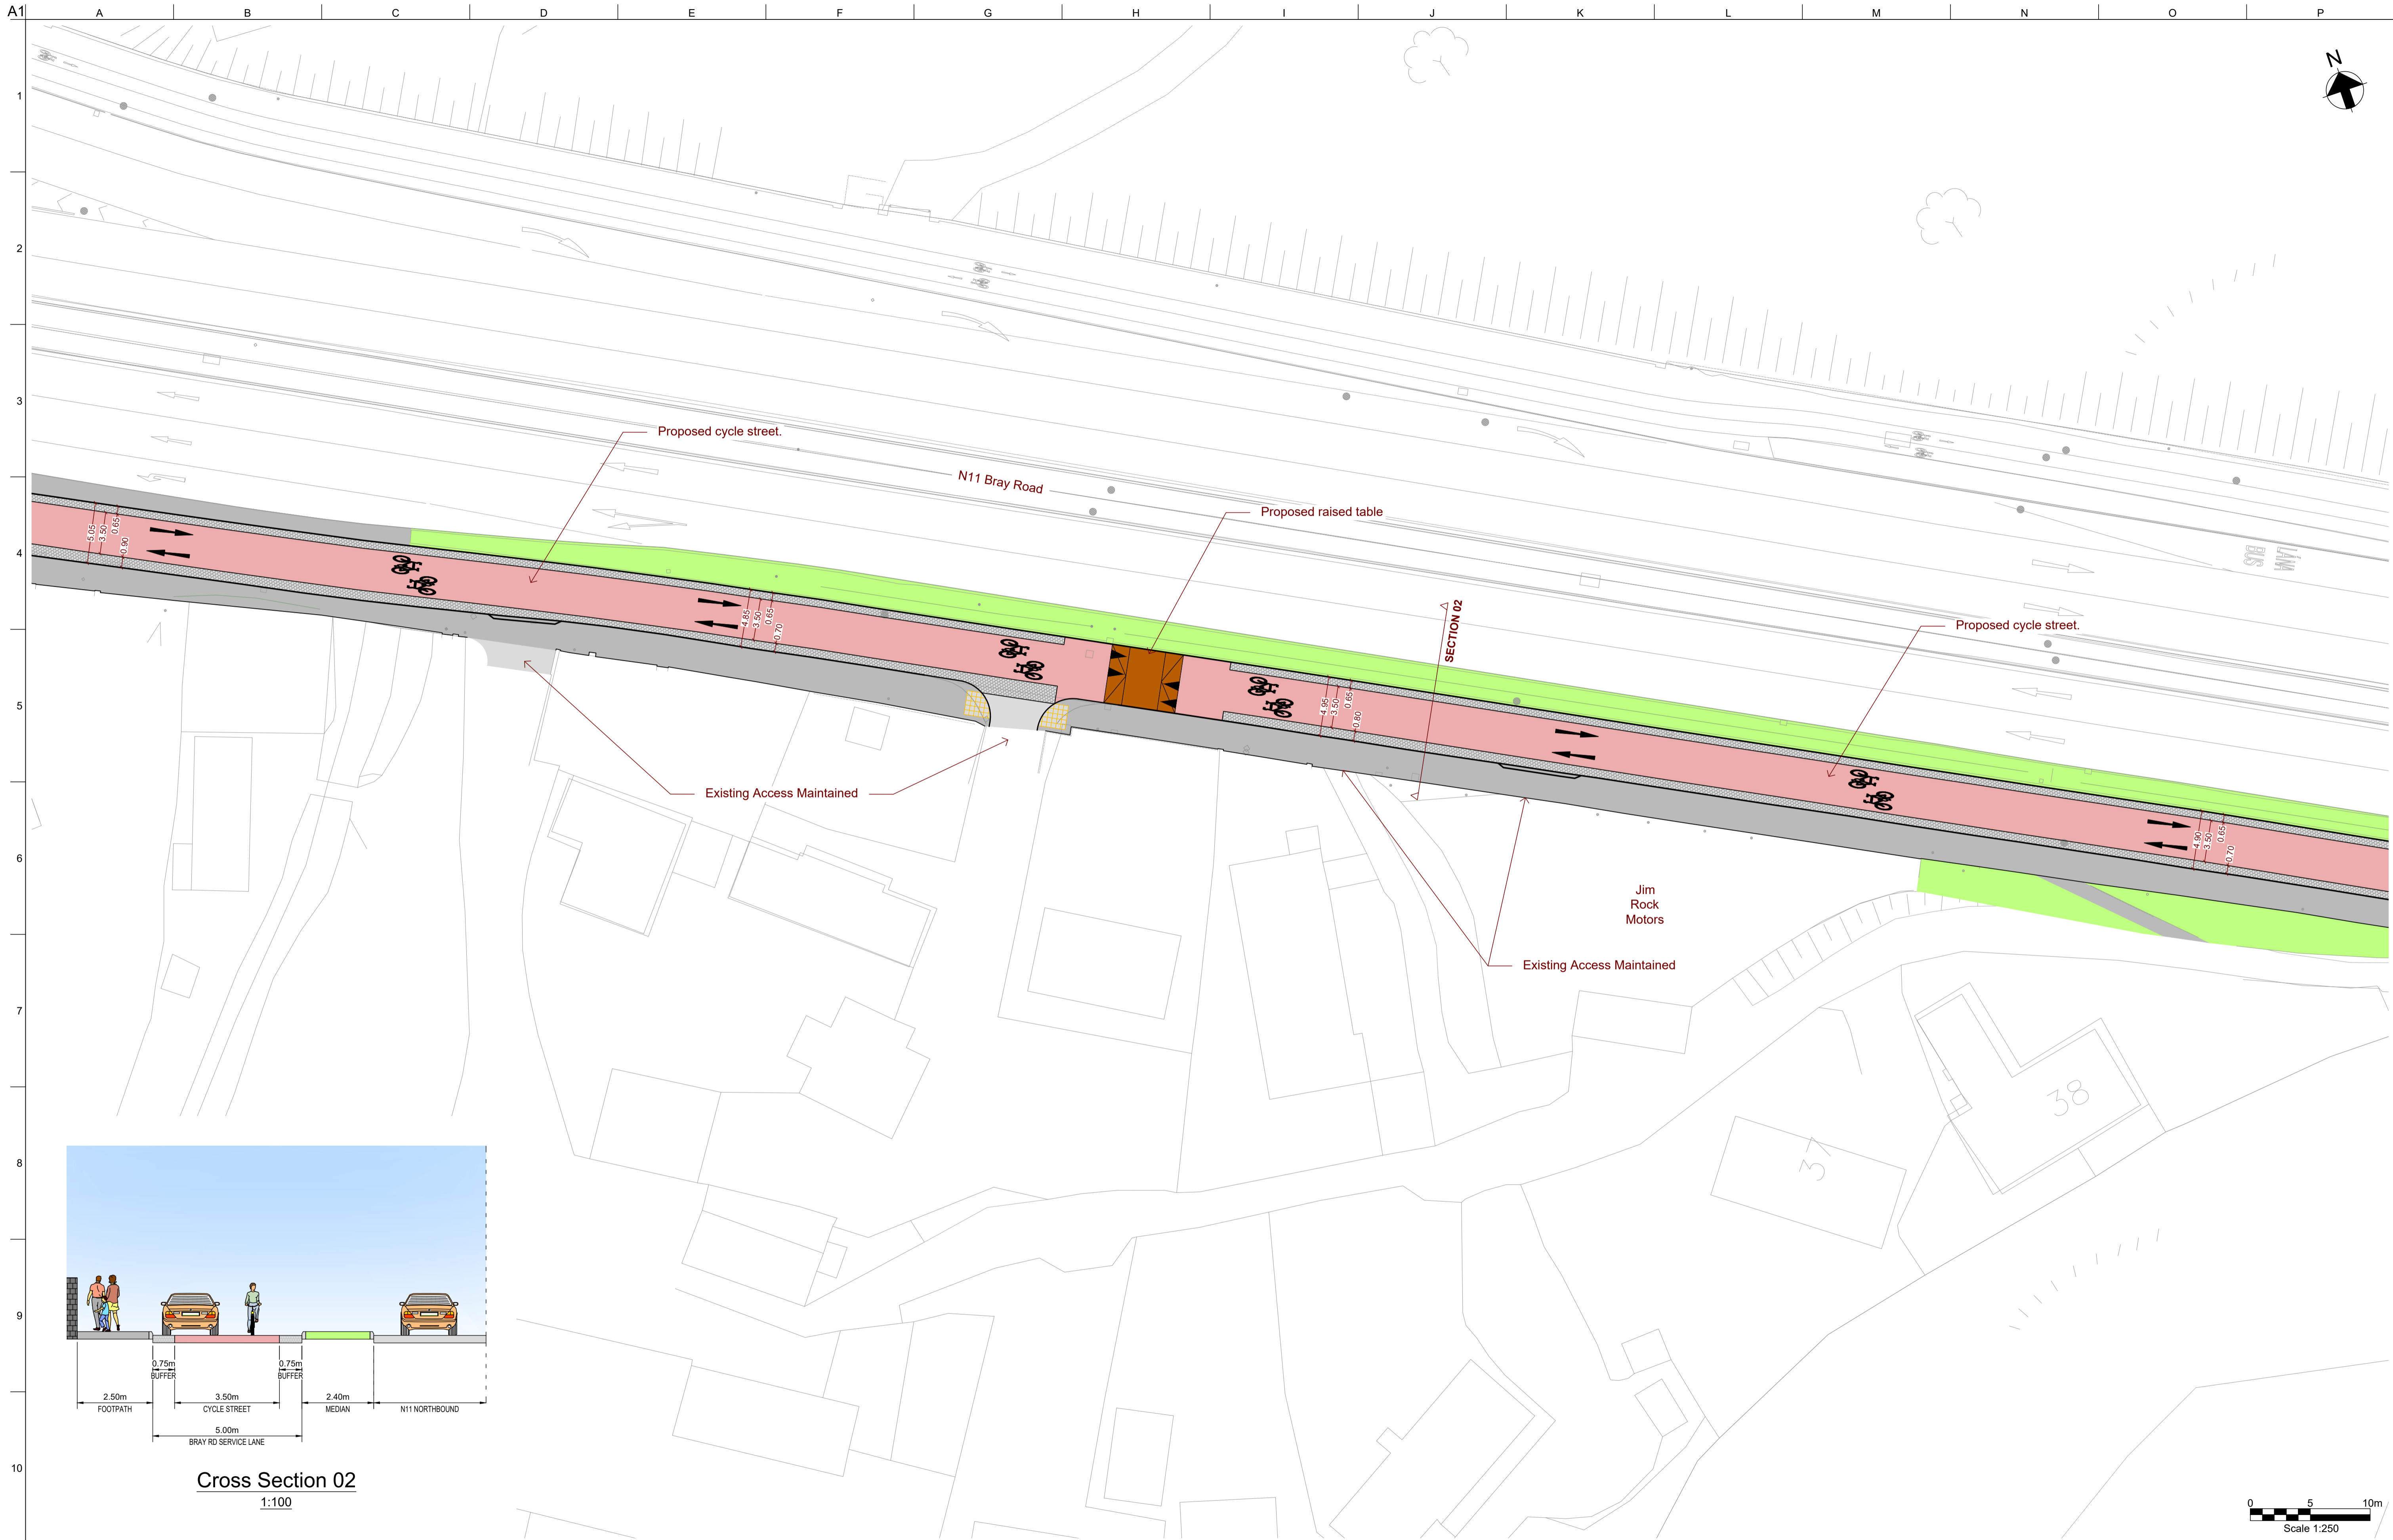 A1
A B C D E F G H I J K L M N O P
N
1
2
3
4
5
6
7
8
9
10
Proposed cycle street.
N11 Bray Road
Proposed raised table
SECTION 02
Proposed cycle street.
5.05
3.50
0.65
0.90
4.85
3.50
0.65
0.70
4.95
3.50
0.65
0.80
4.90
3.50
0.65
0.70
BUS
Existing Access Maintained
Jim
Rock
Motors
Existing Access Maintained
37
38
0.75m
BUFFER
0.75m
BUFFER
2.50m
FOOTPATH
3.50m
CYCLE STREET
2.40m
MEDIAN
N11 NORTHBOUND
5.00m
BRAY RD SERVICE LANE
Cross Section 02
1:100
0 5 10m
Scale 1:250